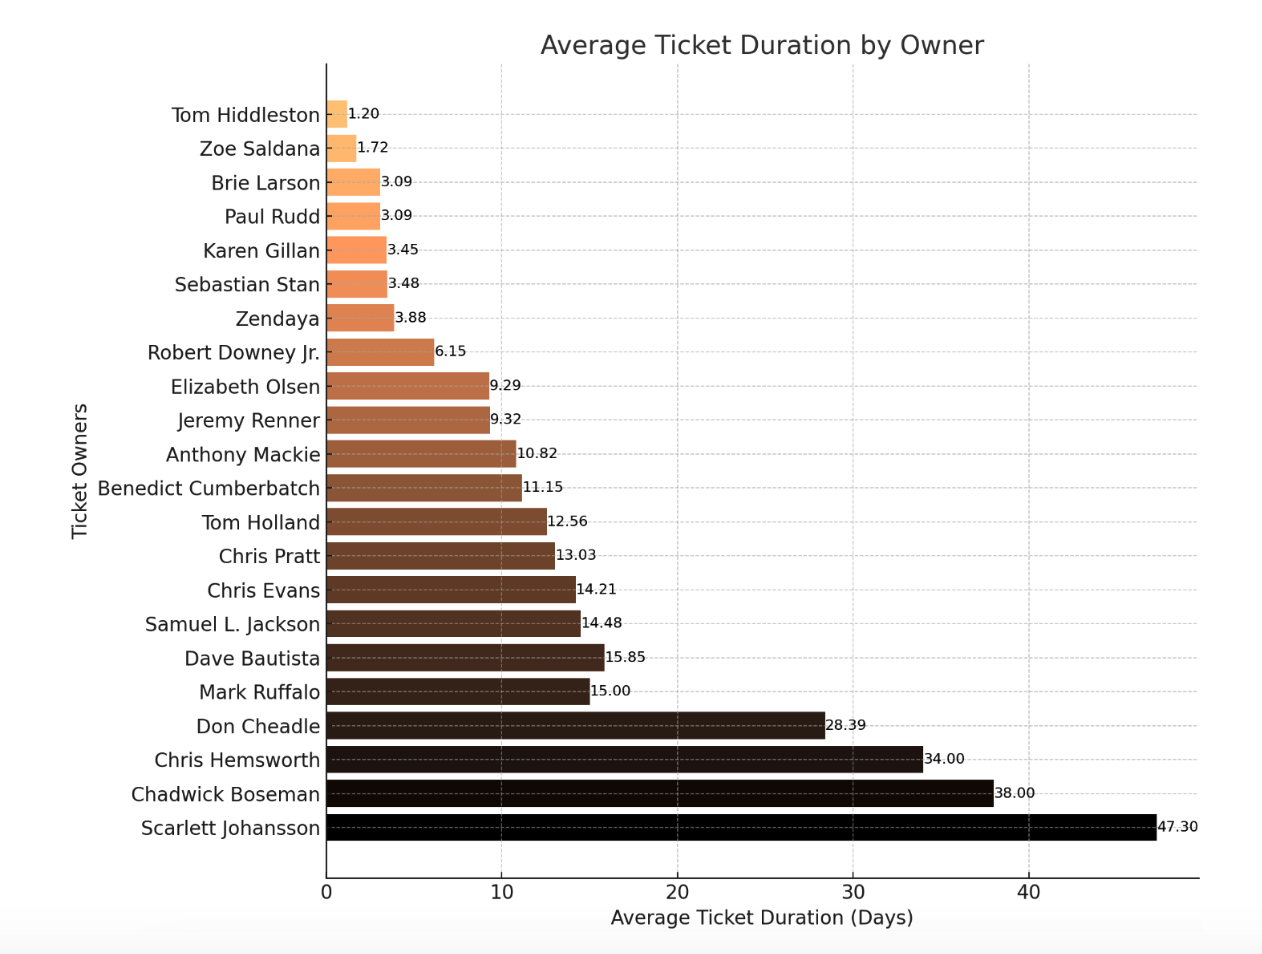 Average Ticket Duration by Owner
Tom Hiddleston 1.20
Zoe Saldana 1.72
Brie Larson 3.09
Paul Rudd 3.09
Karen Gillan 3.45
Sebastian Stan 3.48
Zendaya 3.88
Robert Downey Jr. 6.15
Elizabeth Olsen 9.29
Jeremy Renner 9.32
Anthony Mackie 10.82
Benedict Cumberbatch 11.15
Tom Holland 12.56
Chris Pratt 13.03
Chris Evans 14.21
Samuel L. Jackson 14.48
Dave Bautista 15.85
Mark Ruffalo 15.00
Don Cheadle 28.39
Chris Hemsworth 34.00
Chadwick Boseman 38.00
Scarlett Johansson 47.30
Ticket Owners
0 10 20 30 40
Average Ticket Duration (Days)